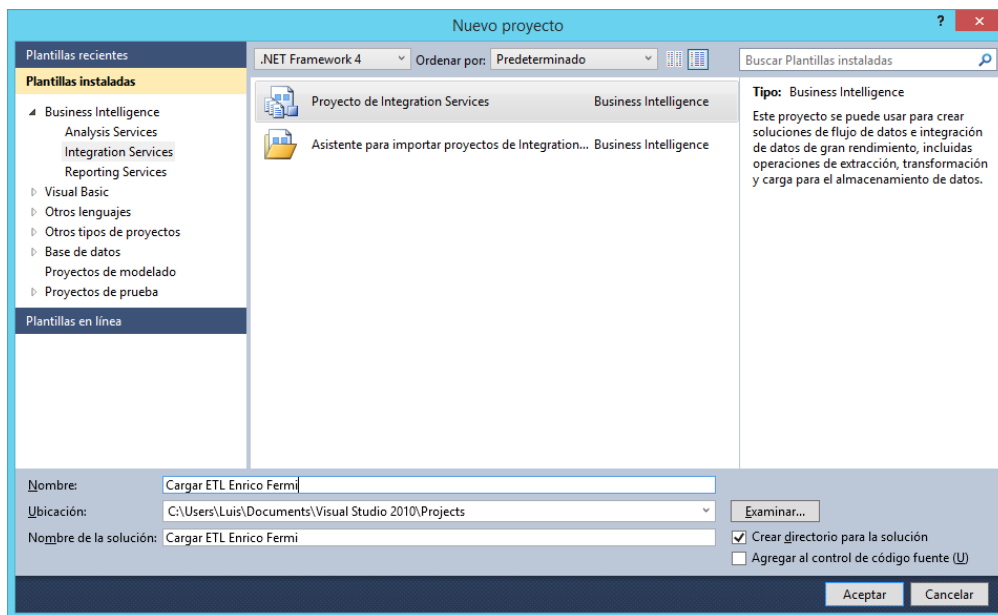 Nuevo proyecto
?
Plantillas recientes
Plantillas instaladas
Business Intelligence
Analysis Services
Integration Services
Reporting Services
Visual Basic
Otros lenguajes
Otros tipos de proyectos
Base de datos
Proyectos de modelado
Proyectos de prueba
Plantillas en línea
.NET Framework 4 Ordenar por: Predeterminado
Proyecto de Integration Services Business Intelligence
Asistente para importar proyectos de Integration... Business Intelligence
Buscar Plantillas instaladas
Tipo: Business Intelligence
Este proyecto se puede usar para crear
soluciones de flujo de datos e integración
de datos de gran rendimiento, incluidas
operaciones de extracción, transformación
y carga para el almacenamiento de datos.
Nombre: Cargar ETL Enrico Fermi
Ubicación: C:\Users\Luis\Documents\Visual Studio 2010\Projects Examinar...
Nombre de la solución: Cargar ETL Enrico Fermi
Crear directorio para la solución
Agregar al control de código fuente (U)
Aceptar Cancelar